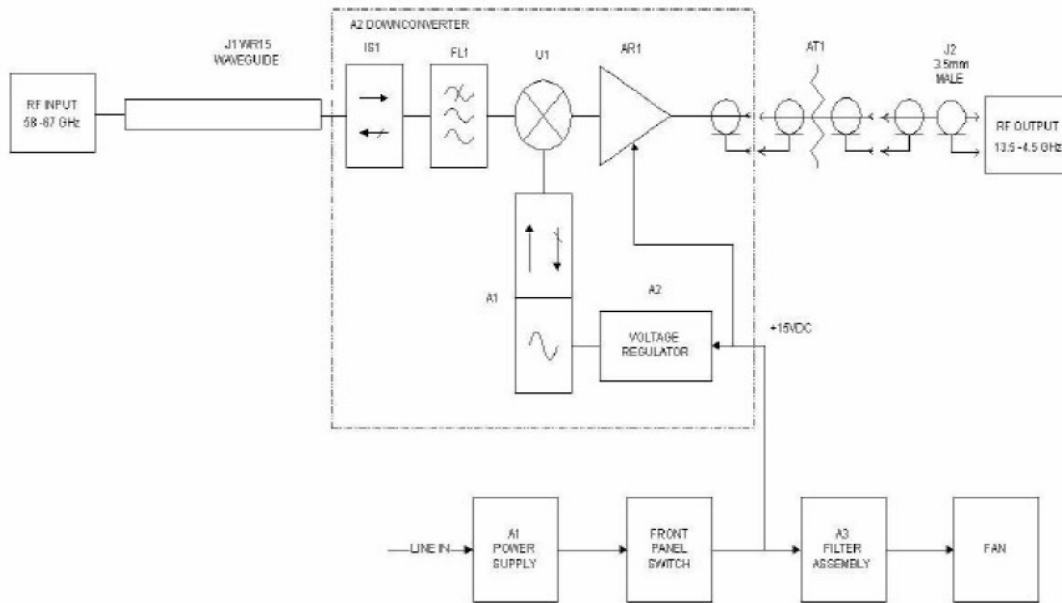 A2 DOWNCONVERTER
J1 WR15
WAVEGUIDE
IS1
FL1
U1
AR1
AT1
J2
3.5mm
MALE
RF INPUT
58-67 GHz
RF OUTPUT
13.5-4.5 GHz
A1
A2
VOLTAGE
REGULATOR
+15VDC
LINE IN
A1
POWER
SUPPLY
FRONT
PANEL
SWITCH
A3
FILTER
ASSEMBLY
FAN